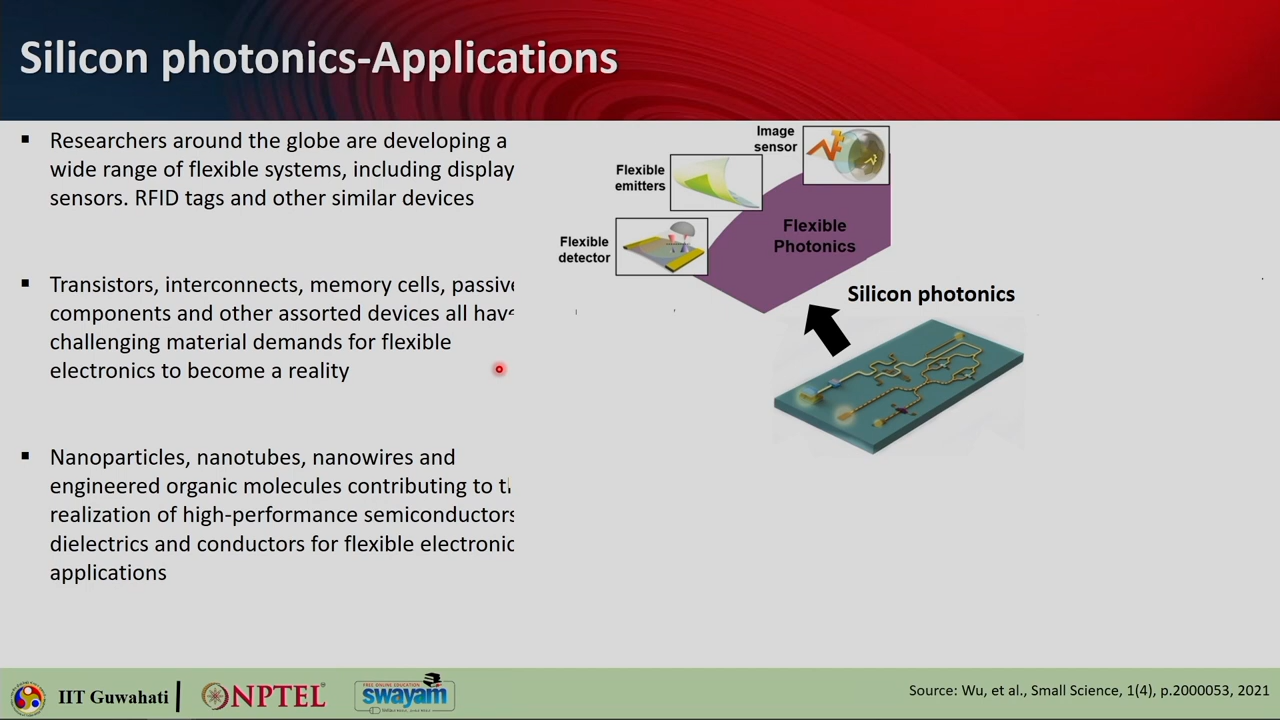 Silicon photonics-Applications
Researchers around the globe are developing a
wide range of flexible systems, including display
sensors. RFID tags and other similar devices
Transistors, interconnects, memory cells, passive
components and other assorted devices all have
challenging material demands for flexible
electronics to become a reality
Nanoparticles, nanotubes, nanowires and
engineered organic molecules contributing to
realization of high-performance semiconductors
dielectrics and conductors for flexible electronic
applications
Image
sensor
Flexible
emitters
Flexible
detector
Flexible
Photonics
Silicon photonics
IIT Guwahati
NPTEL
FREE ONLINE EDUCATION
swayam
Source: Wu, et al., Small Science, 1(4), p.2000053, 2021